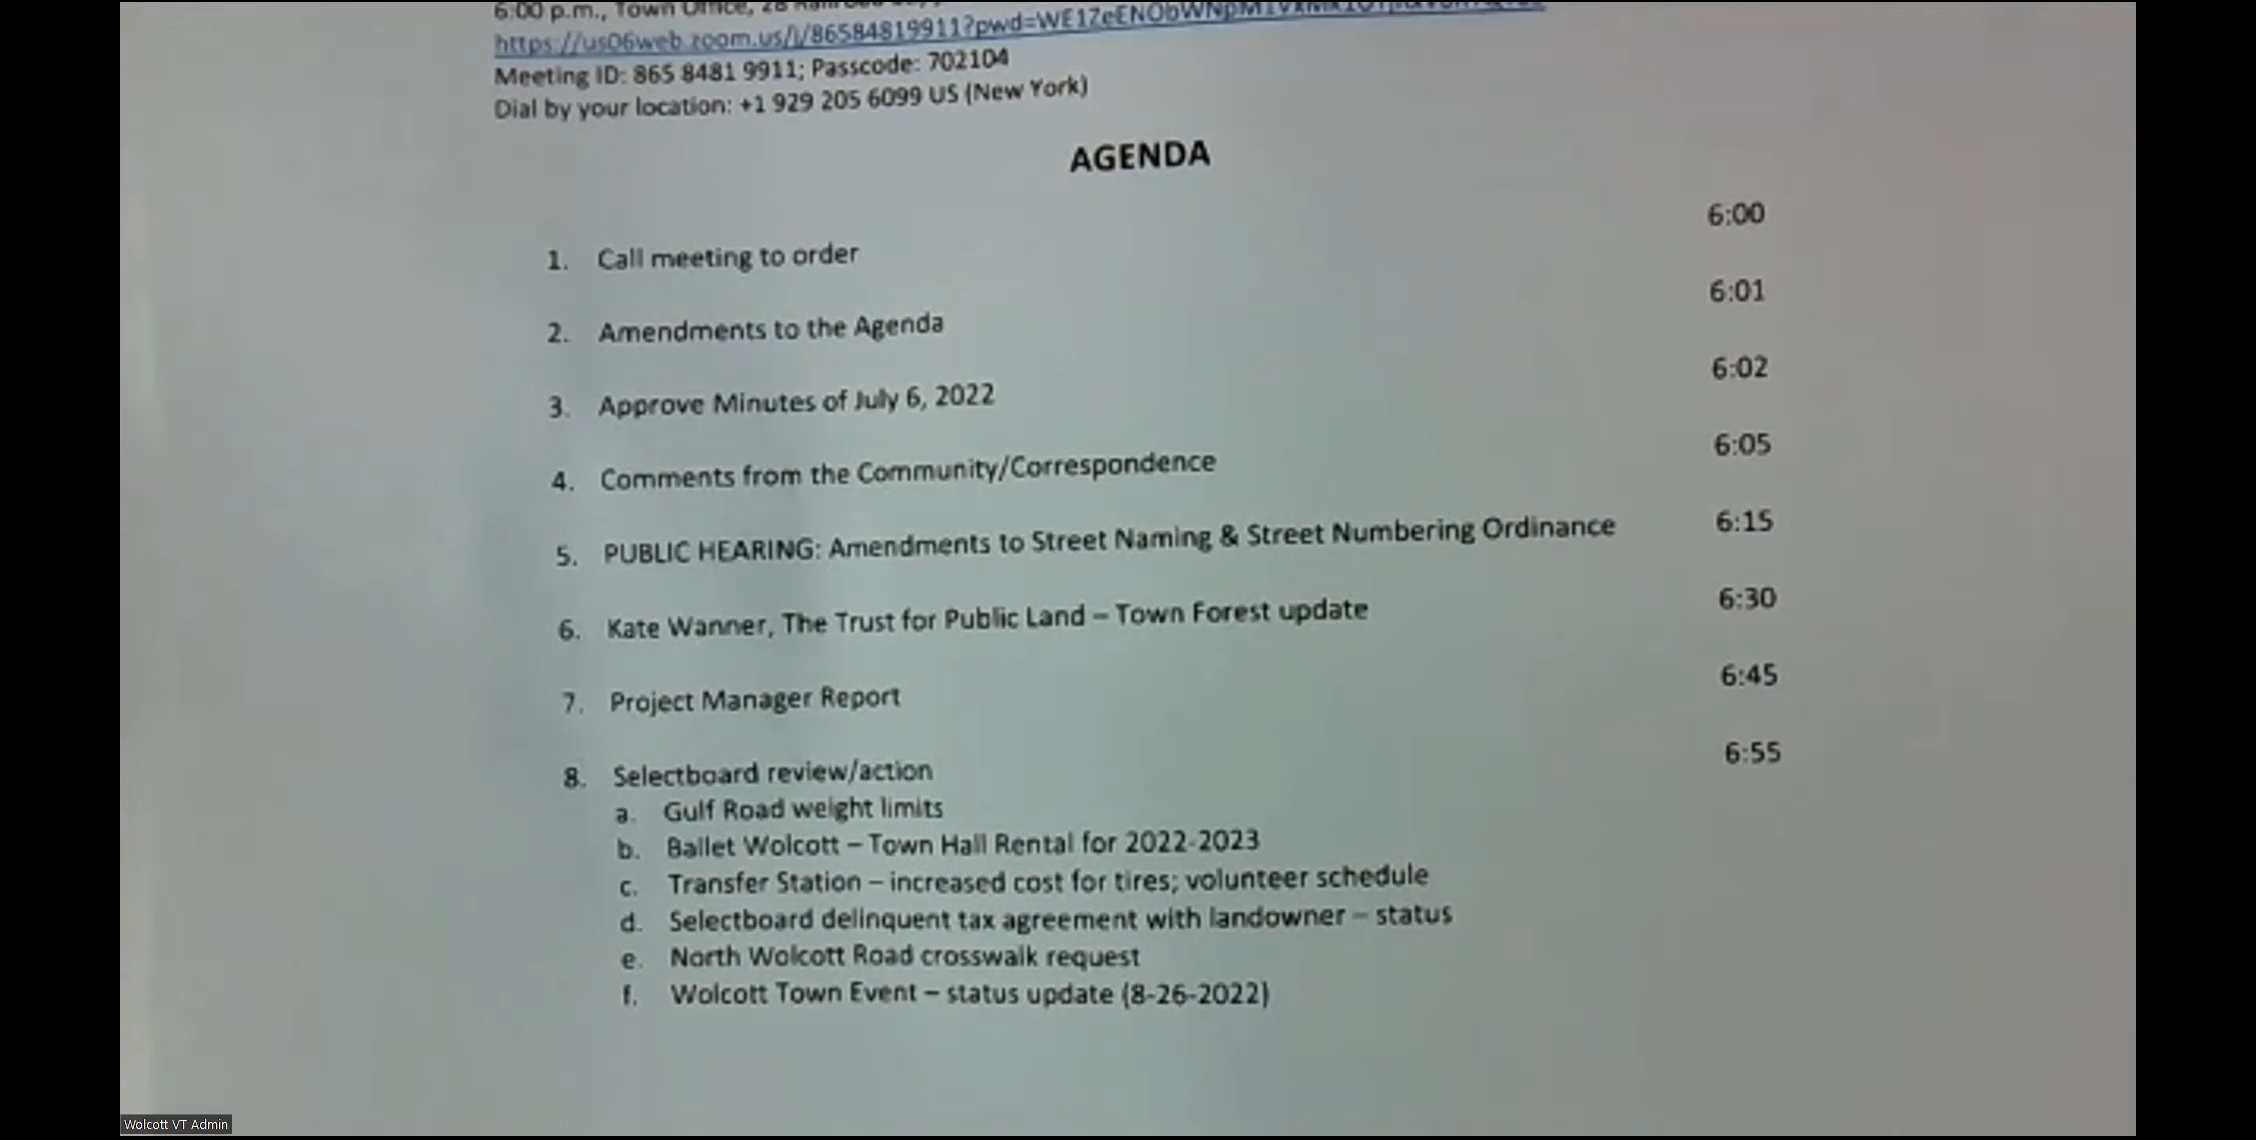 6:00 p.m., Town Office, 28
https://us06web.zoom.us/j/86584819911?pwd=
Meeting ID: 865 8481 9911; Passcode: 702104
Dial by your location: +1 929 205 6099 US (New York)
AGENDA
6:00
1. Call meeting to order
6:01
2. Amendments to the Agenda
6:02
3. Approve Minutes of July 6, 2022
6:05
4. Comments from the Community/Correspondence
5. PUBLIC HEARING: Amendments to Street Naming & Street Numbering Ordinance 6:15
6:30
6. Kate Wanner, The Trust for Public Land – Town Forest update
6:45
7. Project Manager Report
6:55
8. Selectboard review/action
a. Gulf Road weight limits
b. Ballet Wolcott – Town Hall Rental for 2022-2023
c. Transfer Station – increased cost for tires; volunteer schedule
d. Selectboard delinquent tax agreement with landowner – status
e. North Wolcott Road crosswalk request
f. Wolcott Town Event – status update (8-26-2022)
Wolcott VT Admin